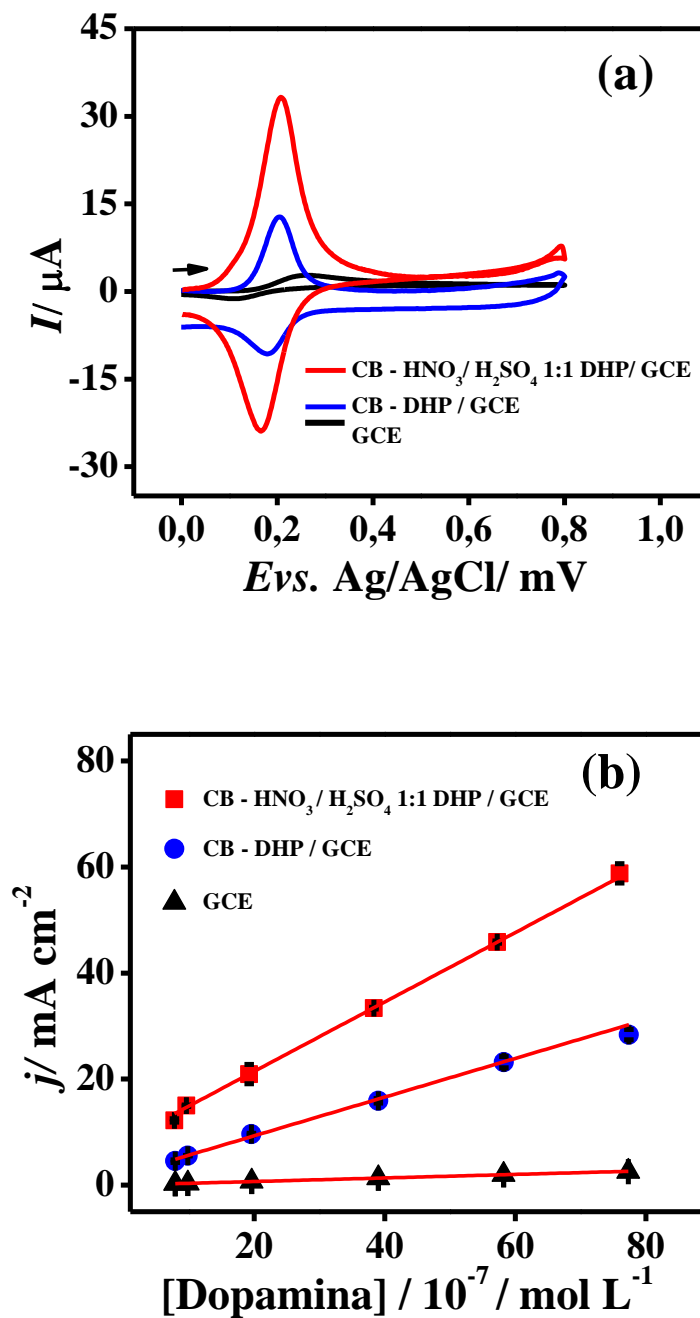 45
(a)
30
15
0
-15
-30
I/ μA
CB - HNO₃/ H₂SO₄ 1:1 DHP/ GCE
CB - DHP / GCE
GCE
0,0 0,2 0,4 0,6 0,8 1,0
Evs. Ag/AgCl/ mV
80
(b)
60
40
20
0
j/ mA cm⁻²
CB - HNO₃ / H₂SO₄ 1:1 DHP / GCE
CB - DHP / GCE
GCE
20 40 60 80
[Dopamina] / 10⁻⁷ / mol L⁻¹